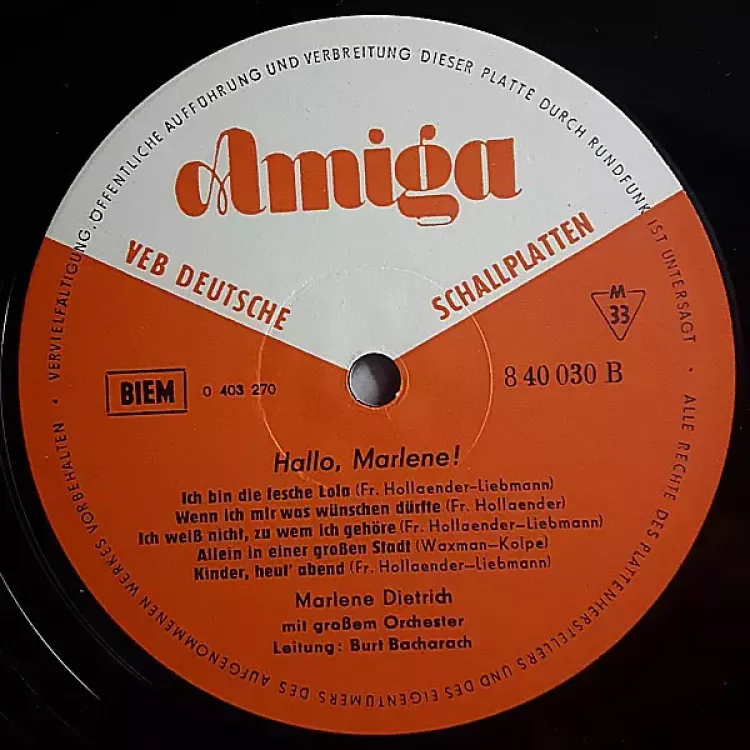 VERVIELFÄLTIGUNG, ÖFFENTLICHE AUFFÜHRUNG UND VERBREITUNG DIESER PLATTE DURCH RUNDFUNK IST UNTERSAGT • ALLE RECHTE DES PLATTENHERSTELLERS UND DES EIGENTÜMERS DES AUFGENOMMENEN WERKES VORBEHALTEN •
Amiga
VEB DEUTSCHE SCHALLPLATTEN
M
33
BIEM
0 403 270
8 40 030 B
Hallo, Marlene!
Ich bin die fesche Lola (Fr. Hollaender-Liebmann)
Wenn ich mir was wünschen dürfte (Fr. Hollaender)
Ich weiß nicht, zu wem ich gehöre (Fr. Hollaender-Liebmann)
Allein in einer großen Stadt (Waxman-Kolpe)
Kinder, heut' abend (Fr. Hollaender-Liebmann)
Marlene Dietrich
mit großem Orchester
Leitung: Burt Bacharach